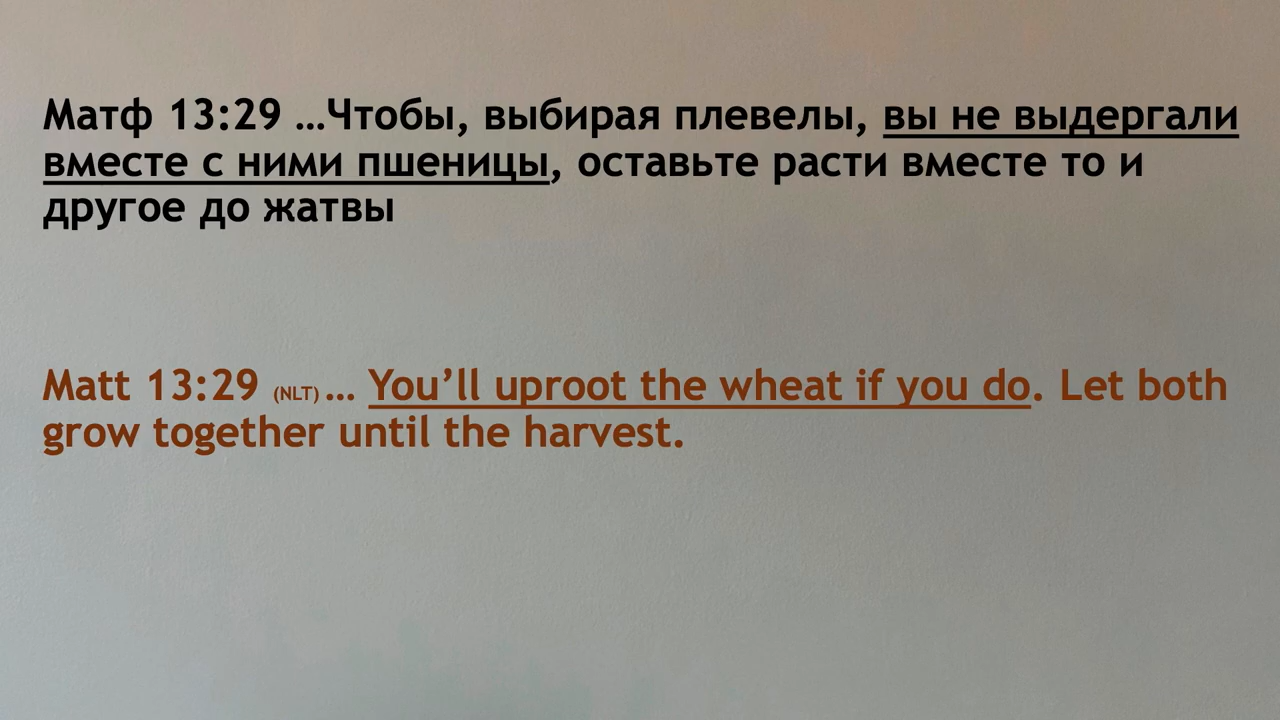 Матф 13:29 …Чтобы, выбирая плевелы, вы не выдергали
вместе с ними пшеницы, оставьте расти вместе то и
другое до жатвы
Matt 13:29 (NLT)… You’ll uproot the wheat if you do. Let both
grow together until the harvest.